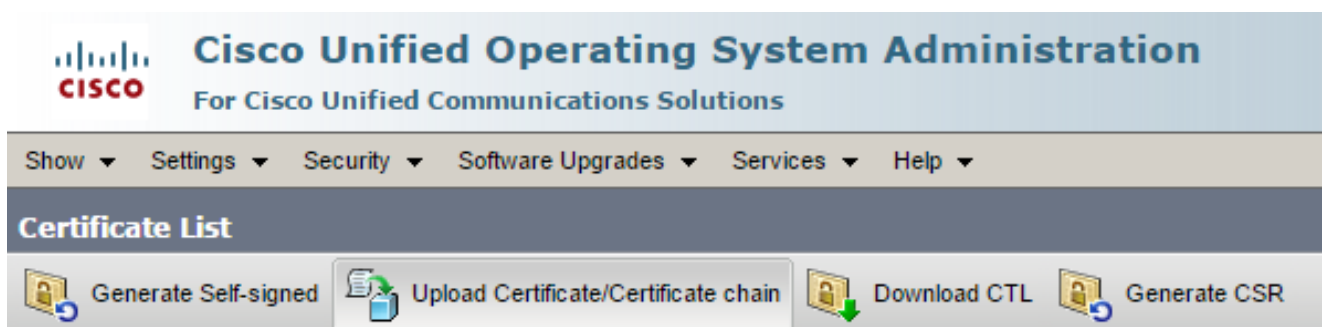 Cisco Unified Operating System Administration
CISCO
For Cisco Unified Communications Solutions
Show Settings Security Software Upgrades Services Help
Certificate List
Generate Self-signed Upload Certificate/Certificate chain Download CTL Generate CSR